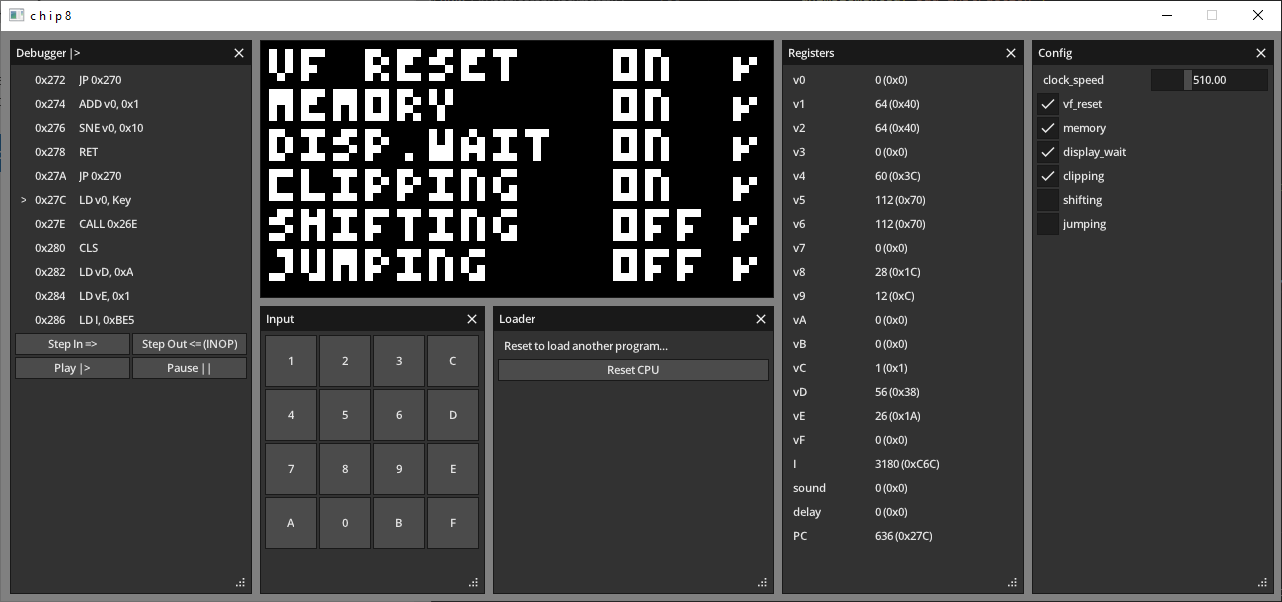 chip8
Debugger |>
0x272 JP 0x270
0x274 ADD v0, 0x1
0x276 SNE v0, 0x10
0x278 RET
0x27A JP 0x270
> 0x27C LD v0, Key
0x27E CALL 0x26E
0x280 CLS
0x282 LD vD, 0xA
0x284 LD vE, 0x1
0x286 LD I, 0xBE5
Step In => Step Out <= (INOP)
Play |> Pause ||
VF RESET ON
MEMORY ON
DISP.WAIT ON
CLIPPING ON
SHIFTING OFF
JUMPING OFF
Input
1 2 3 C
4 5 6 D
7 8 9 E
A 0 B F
Loader
Reset to load another program...
Reset CPU
Registers
v0 0 (0x0)
v1 64 (0x40)
v2 64 (0x40)
v3 0 (0x0)
v4 60 (0x3C)
v5 112 (0x70)
v6 112 (0x70)
v7 0 (0x0)
v8 28 (0x1C)
v9 12 (0xC)
vA 0 (0x0)
vB 0 (0x0)
vC 1 (0x1)
vD 56 (0x38)
vE 26 (0x1A)
vF 0 (0x0)
I 3180 (0xC6C)
sound 0 (0x0)
delay 0 (0x0)
PC 636 (0x27C)
Config
clock_speed 510.00
vf_reset
memory
display_wait
clipping
shifting
jumping